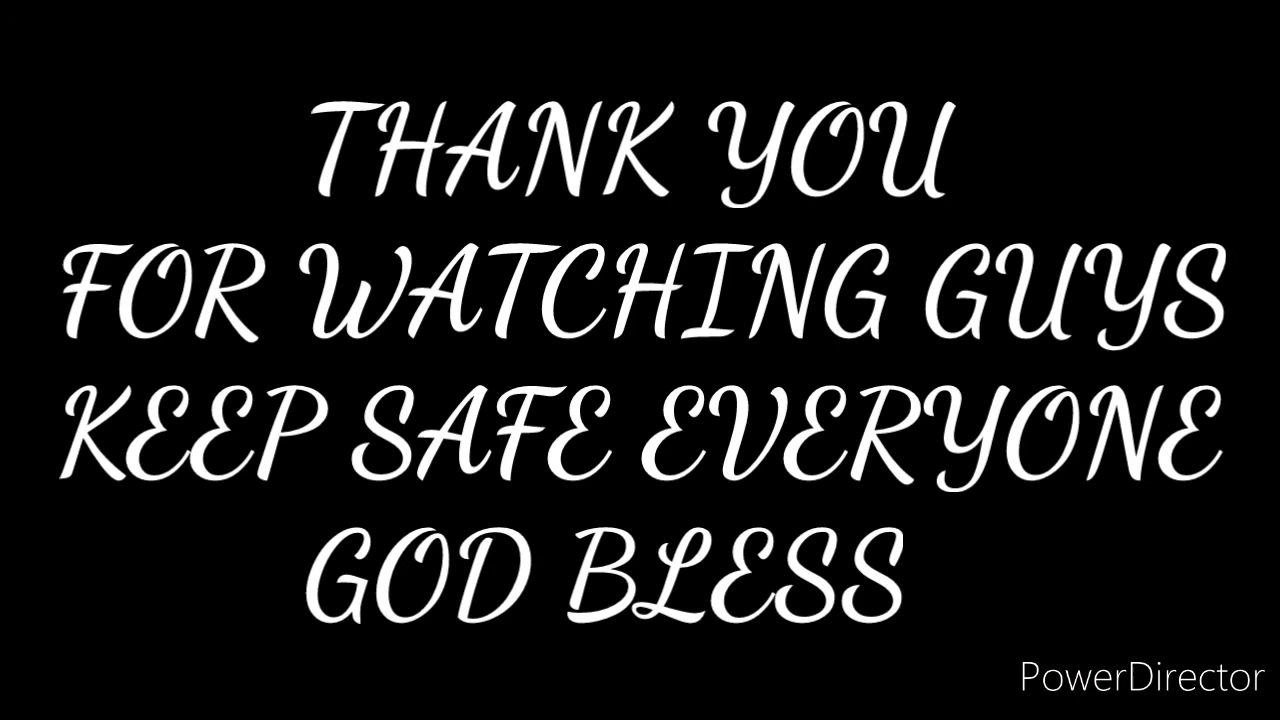 THANK YOU
FOR WATCHING GUYS
KEEP SAFE EVERYONE
GOD BLESS
PowerDirector